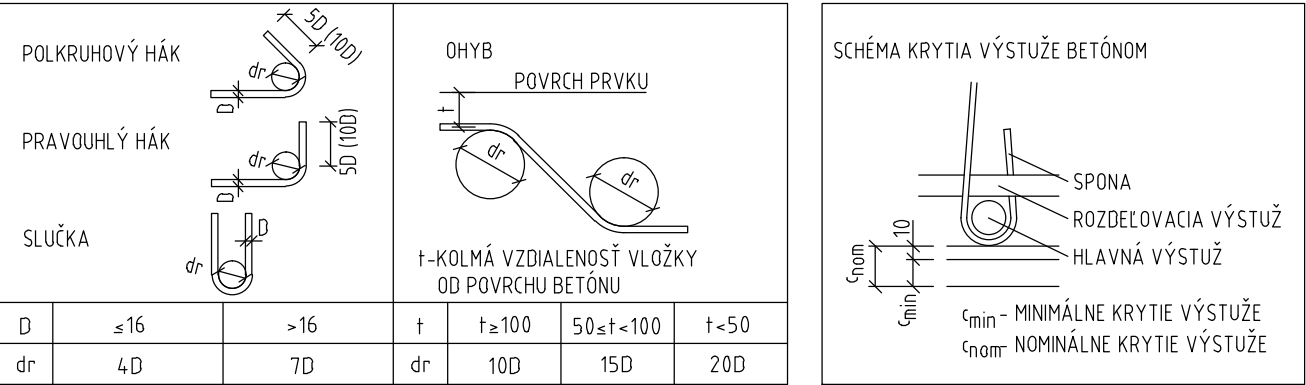 POLKRUHOVÝ HÁK
5D (10D)
dr
D
PRAVOUHLÝ HÁK
5D (10D)
dr
D
SLUČKA
D
dr
OHYB
POVRCH PRVKU
t
dr
dr
t-KOLMÁ VZDIALENOSŤ VLOŽKY
OD POVRCHU BETÓNU
D ≤16 >16
dr 4D 7D
t t≥100 50≤t<100 t<50
dr 10D 15D 20D
SCHÉMA KRYTIA VÝSTUŽE BETÓNOM
SPONA
ROZDEĽOVACIA VÝSTUŽ
HLAVNÁ VÝSTUŽ
10
cnom
cmin
cmin- MINIMÁLNE KRYTIE VÝSTUŽE
cnom- NOMINÁLNE KRYTIE VÝSTUŽE